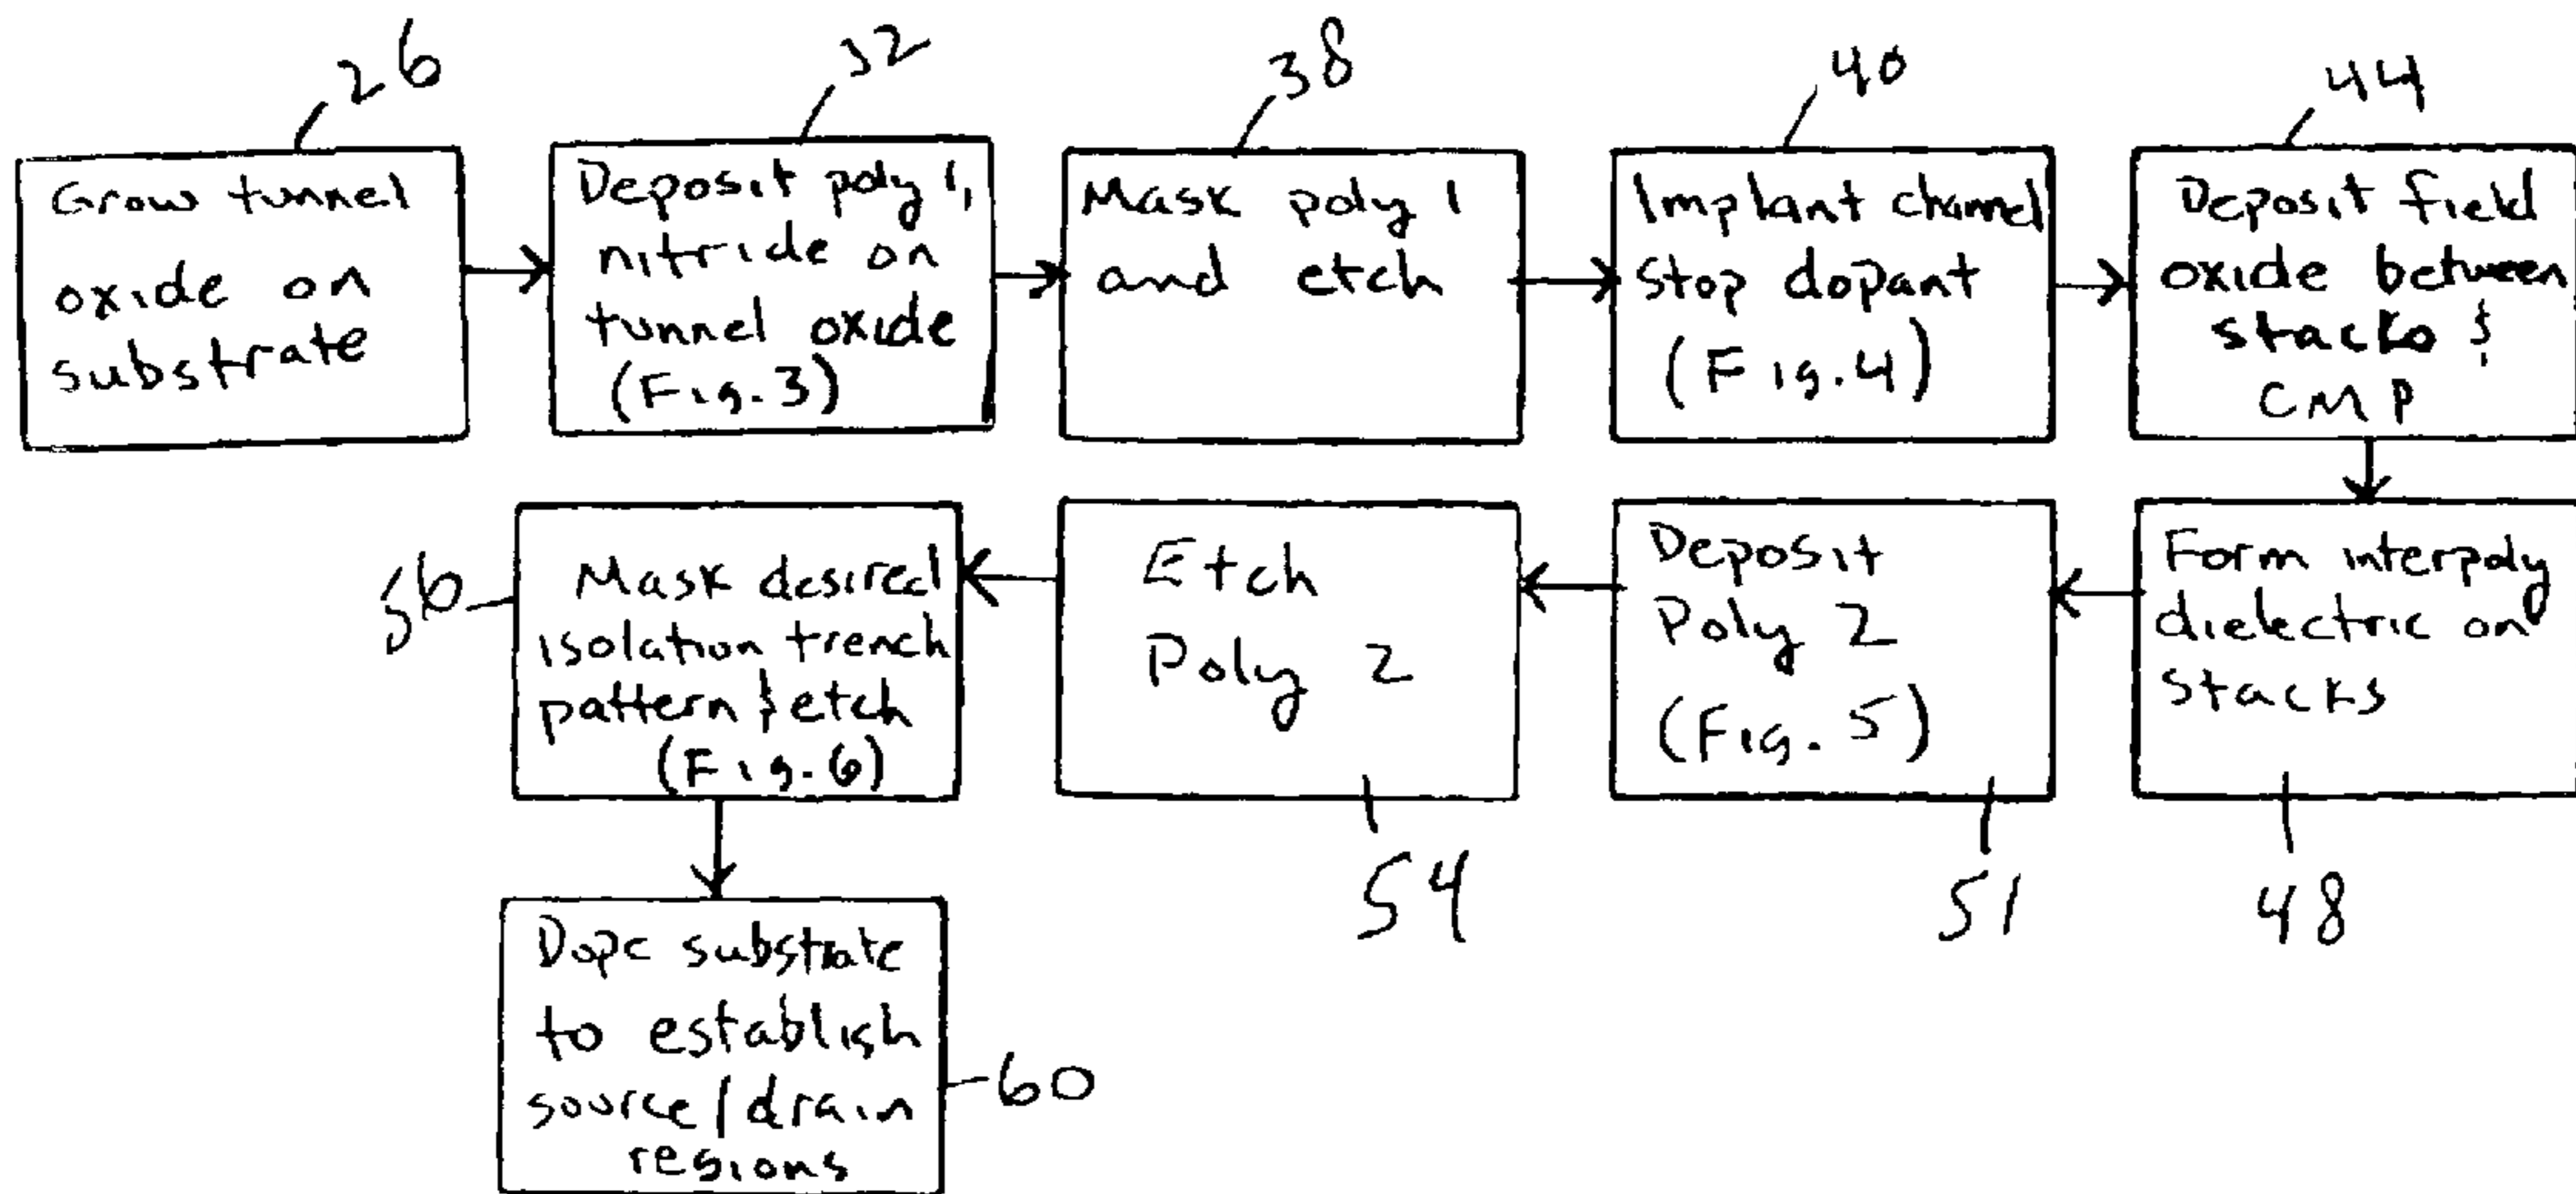 26
Grow tunnel
oxide on
substrate
32
Deposit poly 1,
nitride on
tunnel oxide
(Fig. 3)
38
Mask poly 1
and etch
40
Implant channel
stop dopant
(Fig. 4)
44
Deposit field
oxide between
stacks &
CMP
Form interpoly
dielectric on
stacks
48
Deposit
Poly 2
(Fig. 5)
51
Etch
Poly 2
54
56
Mask desired
isolation trench
pattern & etch
(Fig. 6)
Dope substrate
to establish
source/drain
regions
60